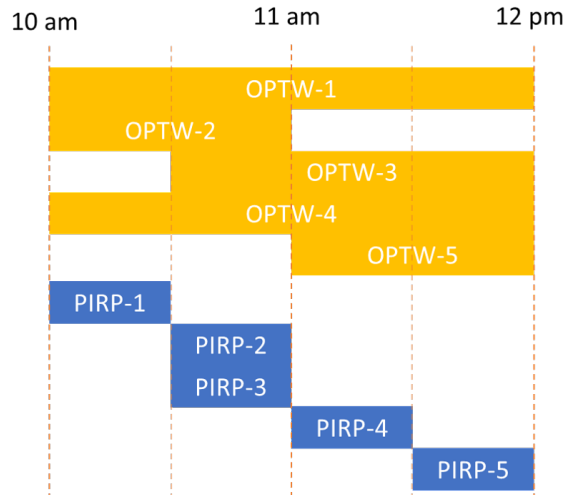 10 am 11 am 12 pm
OPTW-1
OPTW-2
OPTW-3
OPTW-4
OPTW-5
PIRP-1
PIRP-2
PIRP-3
PIRP-4
PIRP-5